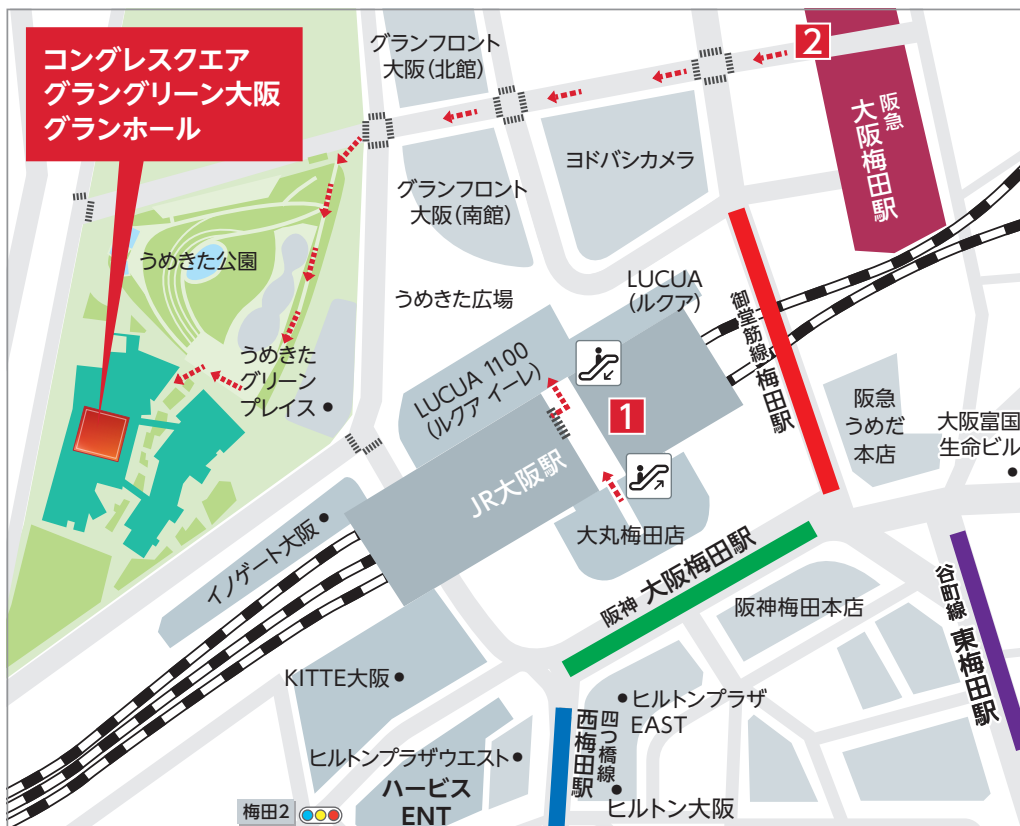 コングレスクエア
グラングリーン大阪
グランホール
グランフロント
大阪（北館）
2
阪急
大阪梅田駅
ヨドバシカメラ
グランフロント
大阪（南館）
うめきた公園
うめきた広場
LUCUA
（ルクア）
御堂筋線 梅田駅
うめきた
グリーン
プレイス
LUCUA 1100
（ルクア イーレ）
1
阪急
うめだ
本店
大阪富国
生命ビル
JR大阪駅
大丸梅田店
イノゲート大阪
阪神 大阪梅田駅
阪神梅田本店
谷町線 東梅田駅
KITTE大阪
ヒルトンプラザ
EAST
四つ橋線
西梅田駅
ヒルトンプラザウエスト
ハービス
ENT
ヒルトン大阪
梅田2